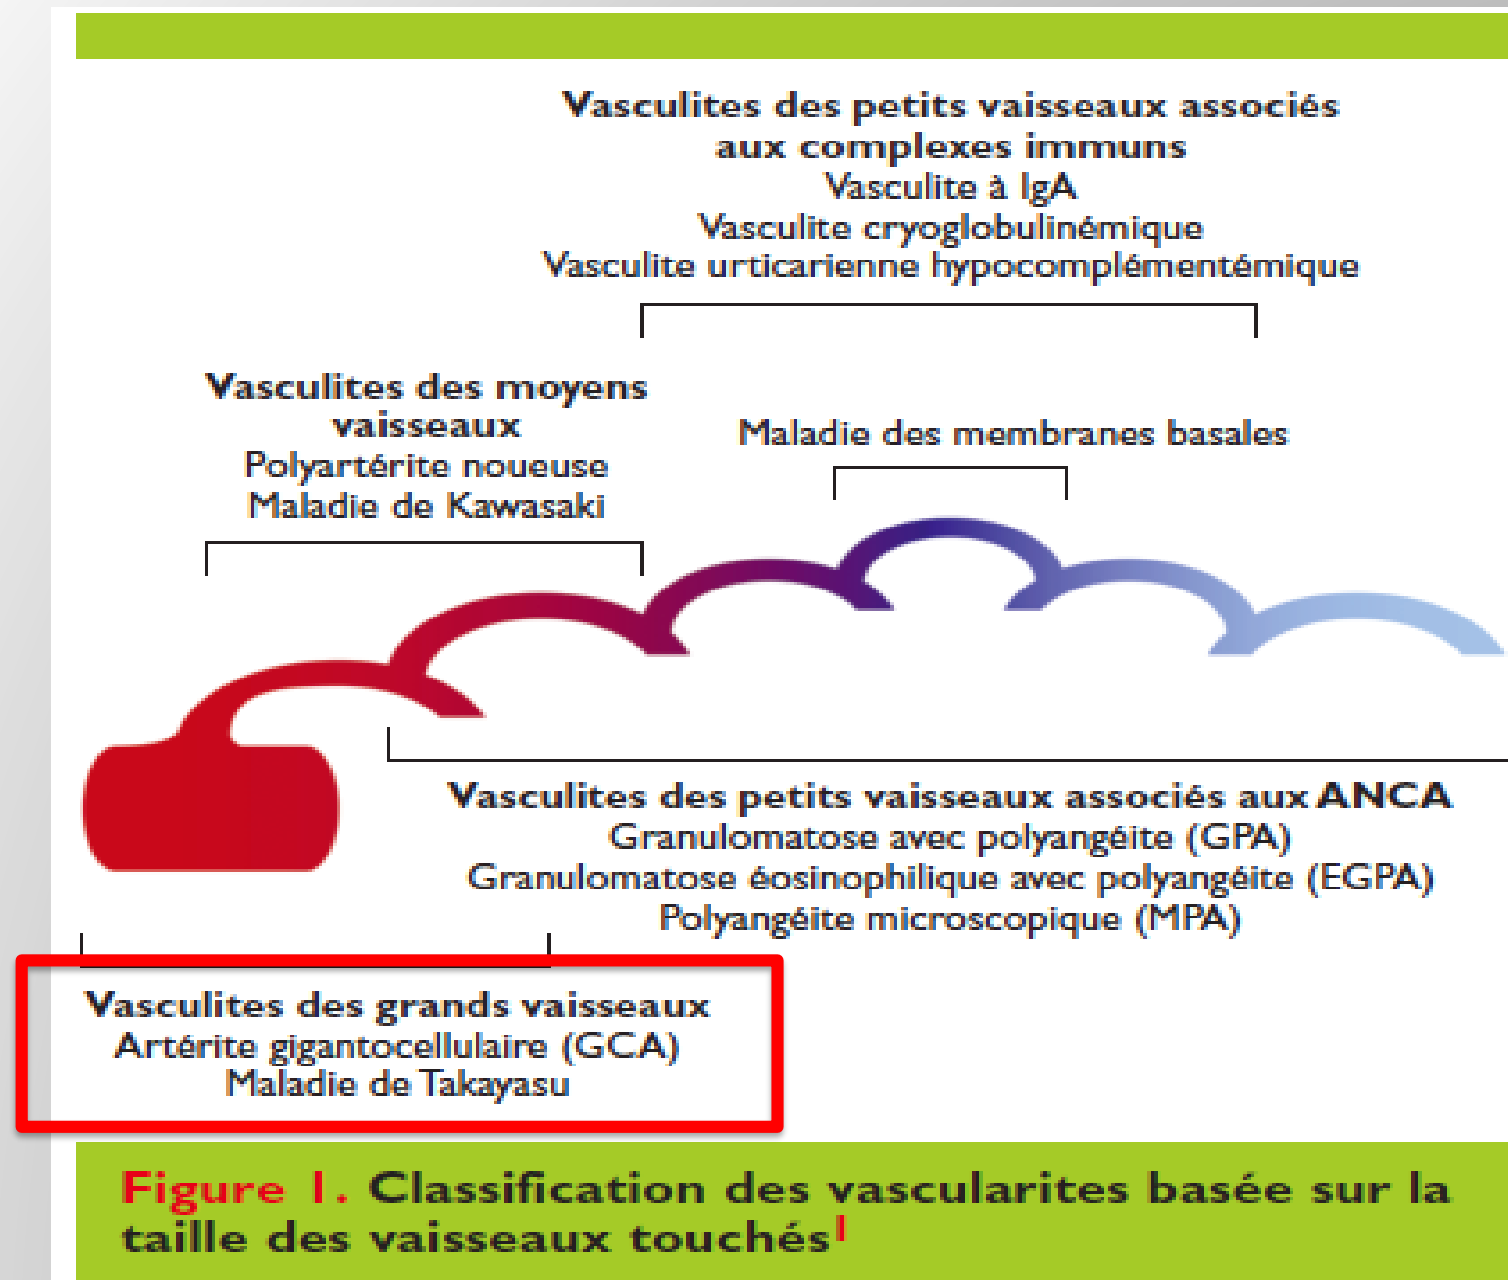 Vasculites des petits vaisseaux associés
aux complexes immuns
Vasculite à IgA
Vasculite cryoglobulinémique
Vasculite urticarienne hypocomplémentémique
Vasculites des moyens
vaisseaux
Polyartérite noueuse
Maladie de Kawasaki
Maladie des membranes basales
Vasculites des petits vaisseaux associés aux ANCA
Granulomatose avec polyangéite (GPA)
Granulomatose éosinophilique avec polyangéite (EGPA)
Polyangéite microscopique (MPA)
Vasculites des grands vaisseaux
Artérite gigantocellulaire (GCA)
Maladie de Takayasu
Figure 1. Classification des vascularites basée sur la
taille des vaisseaux touchés1